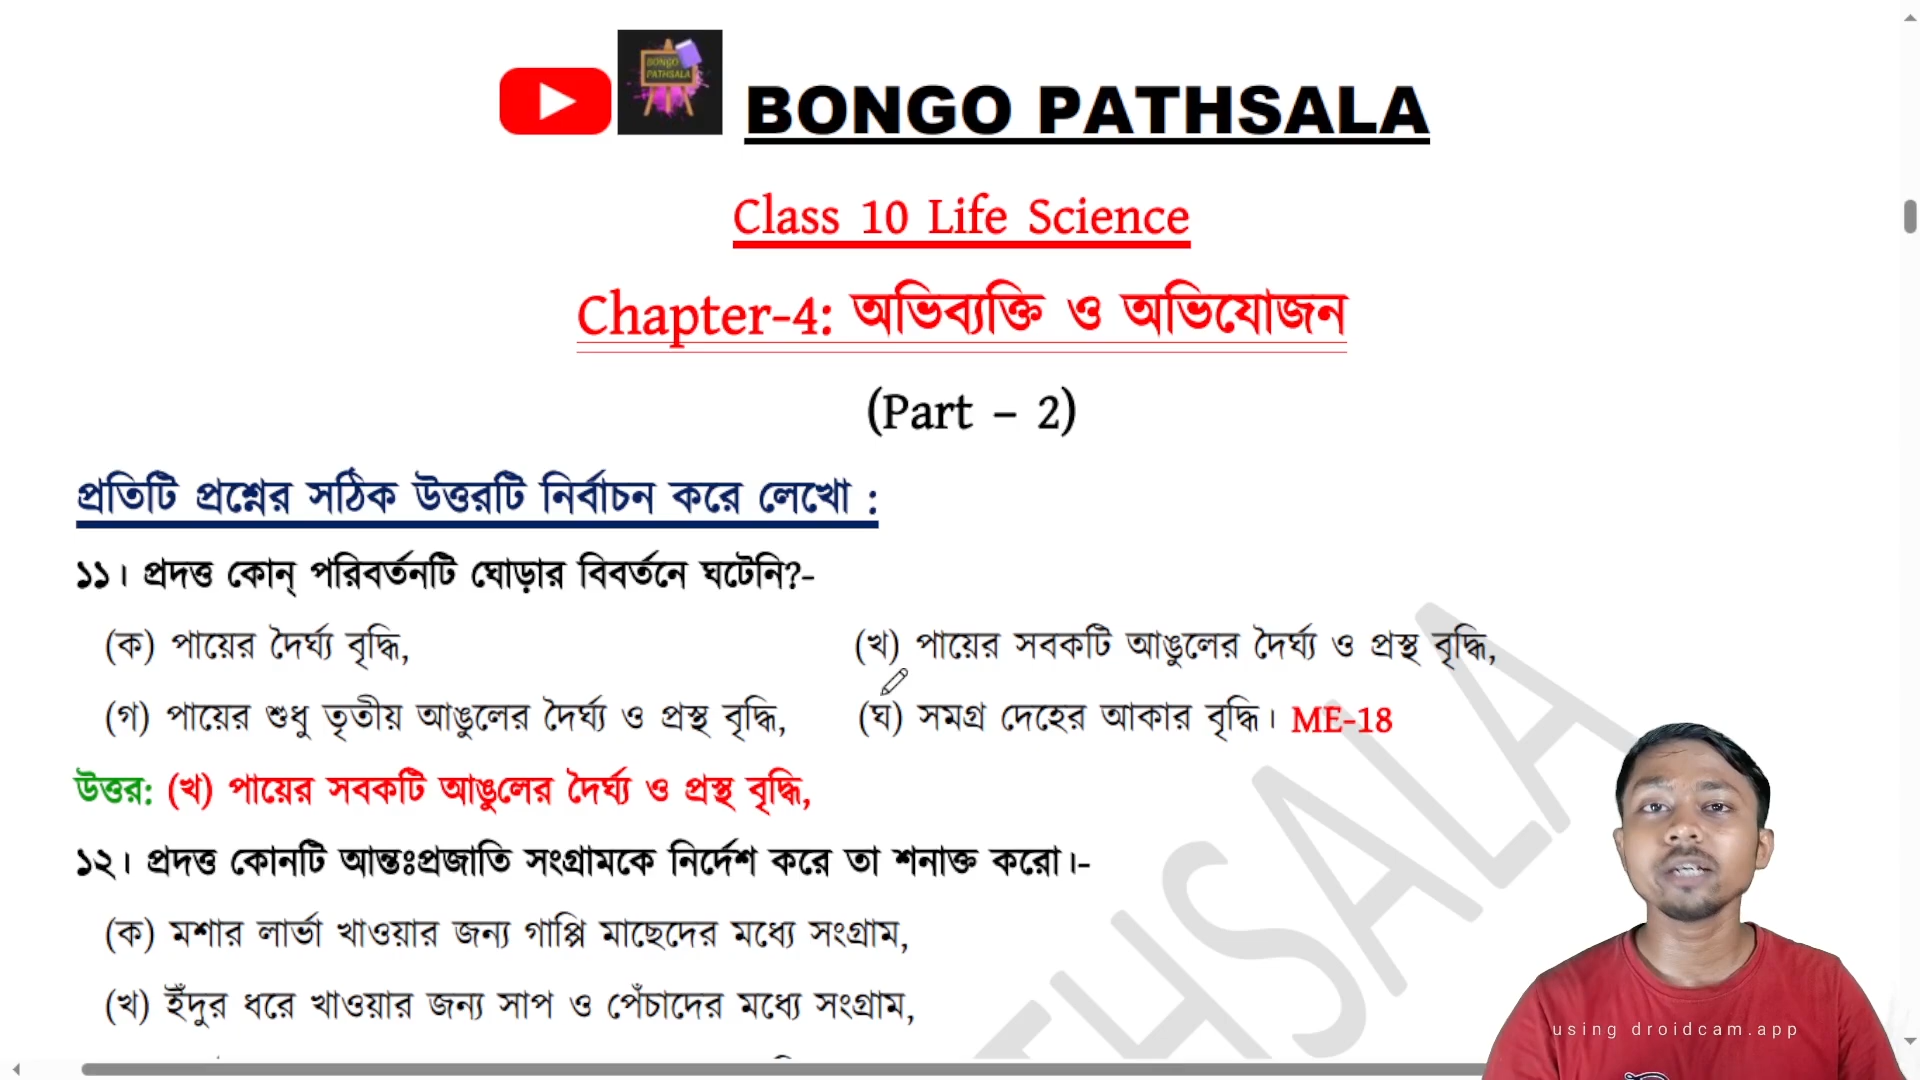 BONGO PATHSALA
BONGO PATHSALA
Class 10 Life Science
Chapter-4: অভিব্যক্তি ও অভিযোজন
(Part – 2)
প্রতিটি প্রশ্নের সঠিক উত্তরটি নির্বাচন করে লেখো :
১১। প্রদত্ত কোন্ পরিবর্তনটি ঘোড়ার বিবর্তনে ঘটেনি?-
(ক) পায়ের দৈর্ঘ্য বৃদ্ধি, (খ) পায়ের সবকটি আঙুলের দৈর্ঘ্য ও প্রস্থ বৃদ্ধি,
(গ) পায়ের শুধু তৃতীয় আঙুলের দৈর্ঘ্য ও প্রস্থ বৃদ্ধি, (ঘ) সমগ্র দেহের আকার বৃদ্ধি। ME-18
উত্তর: (খ) পায়ের সবকটি আঙুলের দৈর্ঘ্য ও প্রস্থ বৃদ্ধি,
১২। প্রদত্ত কোনটি আন্তঃপ্রজাতি সংগ্রামকে নির্দেশ করে তা শনাক্ত করো।-
(ক) মশার লার্ভা খাওয়ার জন্য গাপ্পি মাছেদের মধ্যে সংগ্রাম,
(খ) ইঁদুর ধরে খাওয়ার জন্য সাপ ও পেঁচাদের মধ্যে সংগ্রাম,
using droidcam.app